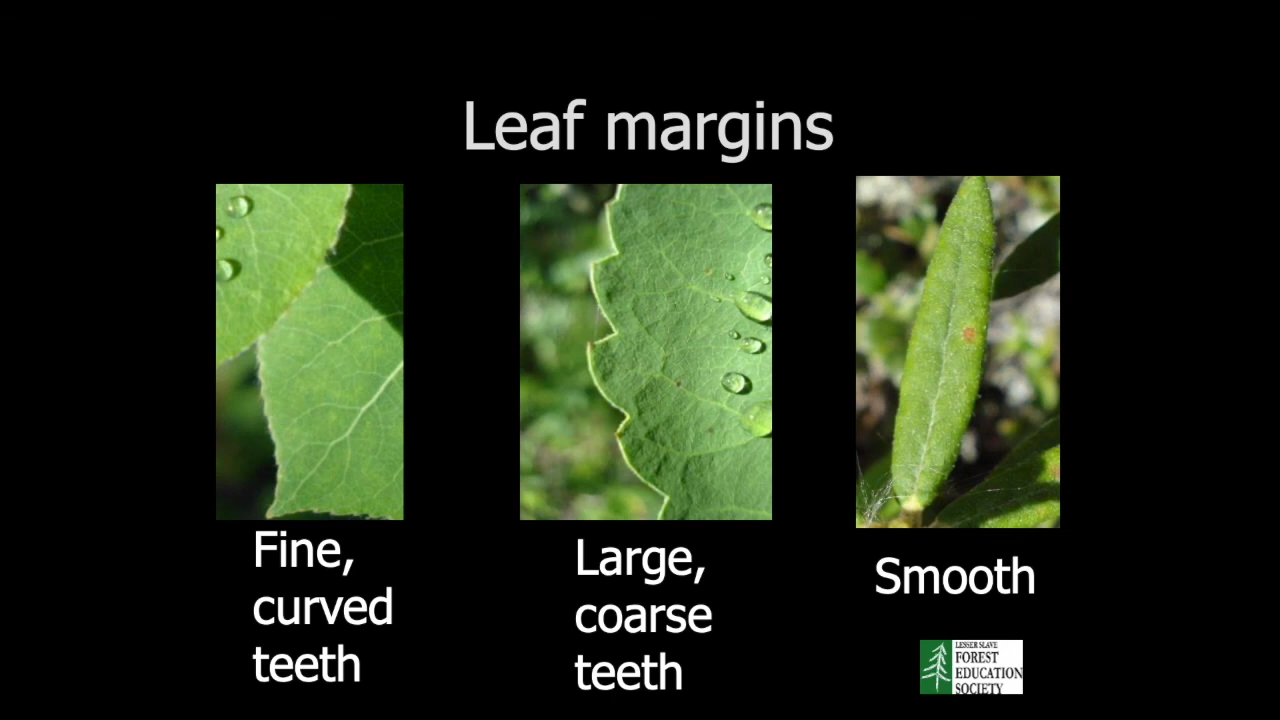 Leaf margins
Fine,
curved
teeth
Large,
coarse
teeth
Smooth
LESSER SLAVE
FOREST
EDUCATION
SOCIETY